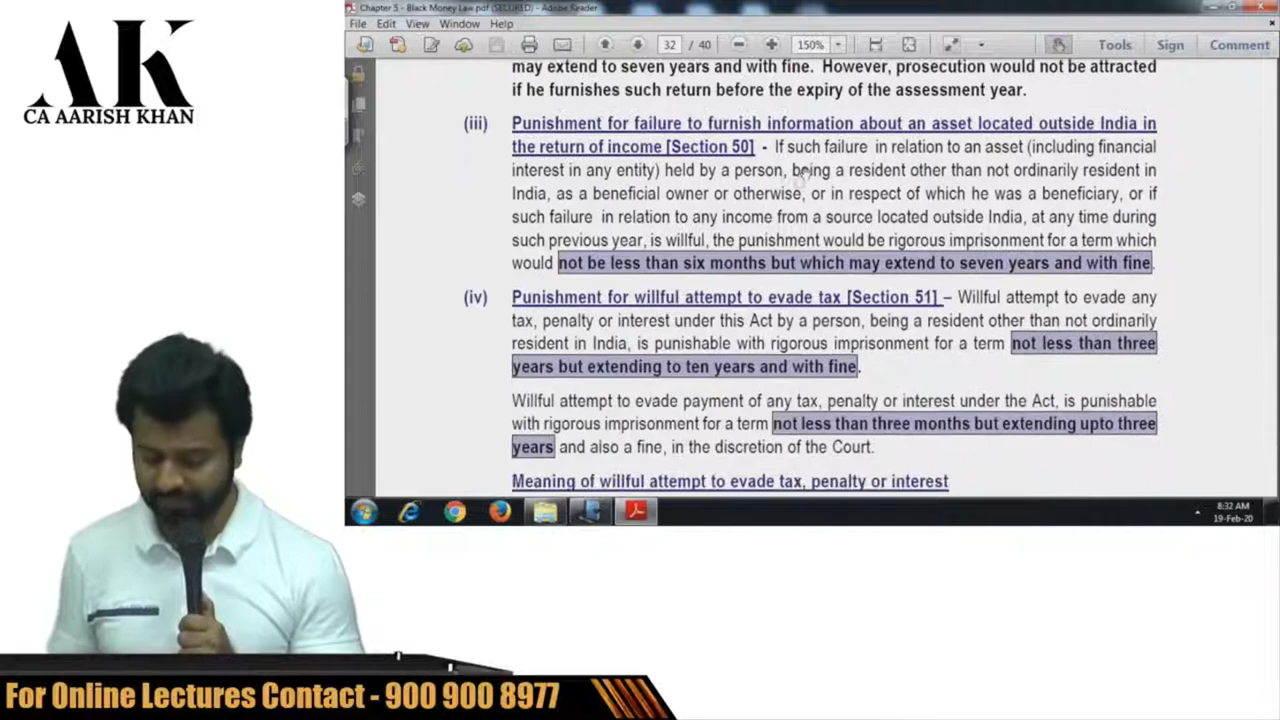 AK
CA AARISH KHAN
Chapter 5 - Black Money Law.pdf (SECURED) - Adobe Reader
File Edit View Window Help
32 / 40 150% Tools Sign Comment
may extend to seven years and with fine. However, prosecution would not be attracted
if he furnishes such return before the expiry of the assessment year.
(iii) Punishment for failure to furnish information about an asset located outside India in
the return of income [Section 50] - If such failure in relation to an asset (including financial
interest in any entity) held by a person, being a resident other than not ordinarily resident in
India, as a beneficial owner or otherwise, or in respect of which he was a beneficiary, or if
such failure in relation to any income from a source located outside India, at any time during
such previous year, is willful, the punishment would be rigorous imprisonment for a term which
would not be less than six months but which may extend to seven years and with fine.
(iv) Punishment for willful attempt to evade tax [Section 51] – Willful attempt to evade any
tax, penalty or interest under this Act by a person, being a resident other than not ordinarily
resident in India, is punishable with rigorous imprisonment for a term not less than three
years but extending to ten years and with fine.
Willful attempt to evade payment of any tax, penalty or interest under the Act, is punishable
with rigorous imprisonment for a term not less than three months but extending upto three
years and also a fine, in the discretion of the Court.
Meaning of willful attempt to evade tax, penalty or interest
8:32 AM
19-Feb-20
For Online Lectures Contact - 900 900 8977